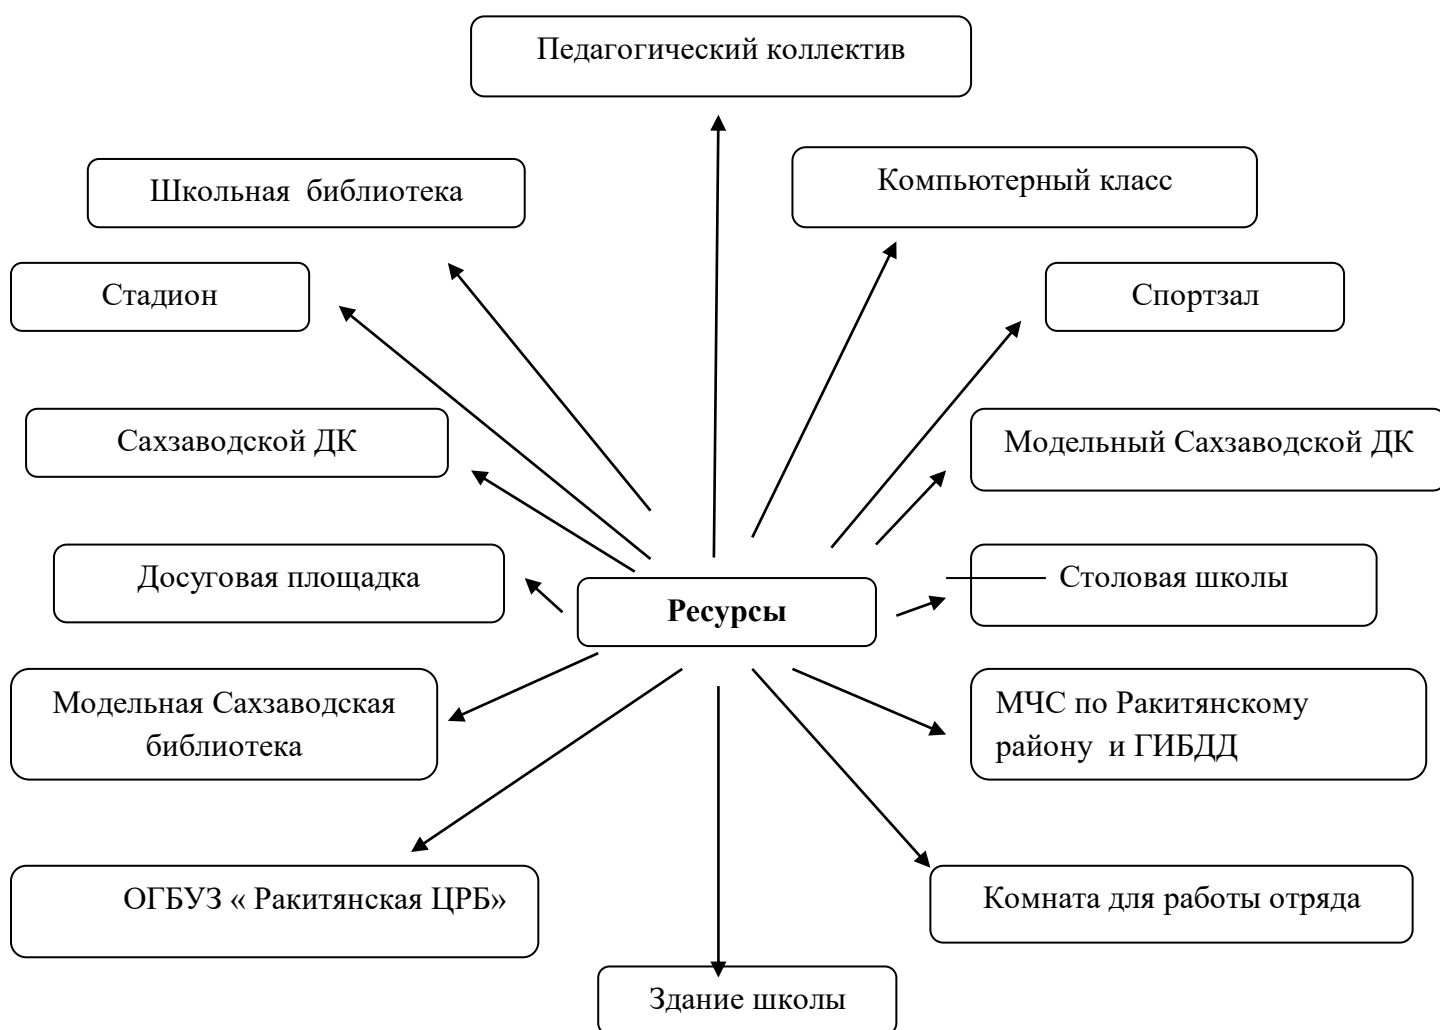 Педагогический коллектив
Школьная библиотека
Компьютерный класс
Стадион
Спортзал
Сахзаводской ДК
Модельный Сахзаводской ДК
Досуговая площадка
Столовая школы
Ресурсы
Модельная Сахзаводская
библиотека
МЧС по Ракитянскому
району и ГИБДД
ОГБУЗ « Ракитянская ЦРБ»
Комната для работы отряда
Здание школы